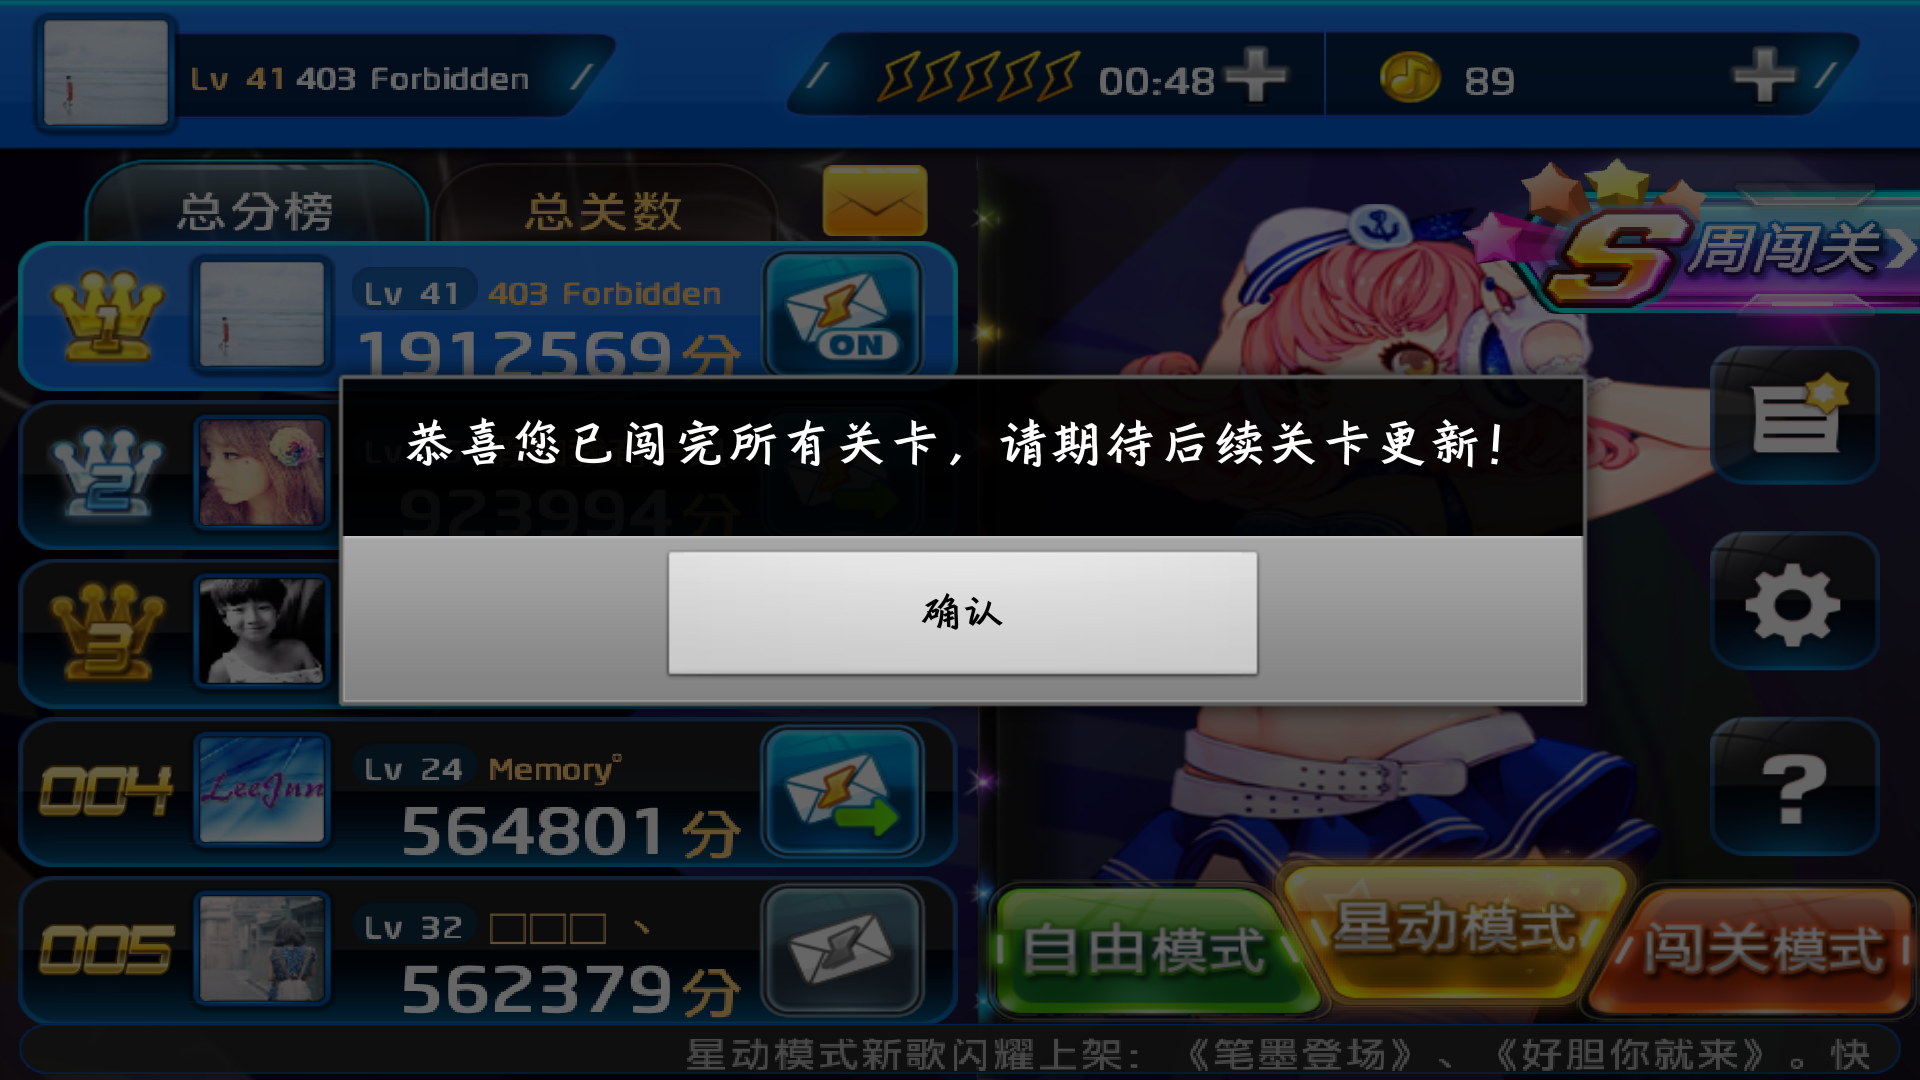 Lv 41 403 Forbidden
00:48
89
总分榜
总关数
S 周闯关
1
Lv 41 403 Forbidden
1912569分
ON
恭喜您已闯完所有关卡，请期待后续关卡更新！
2
923994分
确认
3
004
LeeJnn
Lv 24 Memory°
564801分
005
Lv 32 □□□ 丶
562379分
?
自由模式
星动模式
闯关模式
星动模式新歌闪耀上架：《笔墨登场》、《好胆你就来》。快